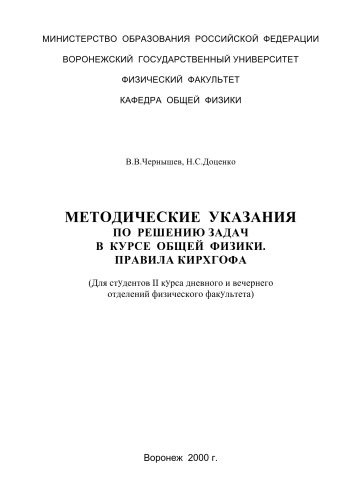 МИНИСТЕРСТВО ОБРАЗОВАНИЯ РОССИЙСКОЙ ФЕДЕРАЦИИ
ВОРОНЕЖСКИЙ ГОСУДАРСТВЕННЫЙ УНИВЕРСИТЕТ
ФИЗИЧЕСКИЙ ФАКУЛЬТЕТ
КАФЕДРА ОБЩЕЙ ФИЗИКИ
В.В.Чернышев, Н.С.Доценко
МЕТОДИЧЕСКИЕ УКАЗАНИЯ
ПО РЕШЕНИЮ ЗАДАЧ
В КУРСЕ ОБЩЕЙ ФИЗИКИ.
ПРАВИЛА КИРХГОФА
(Для студентов II курса дневного и вечернего
отделений физического факультета)
Воронеж 2000 г.